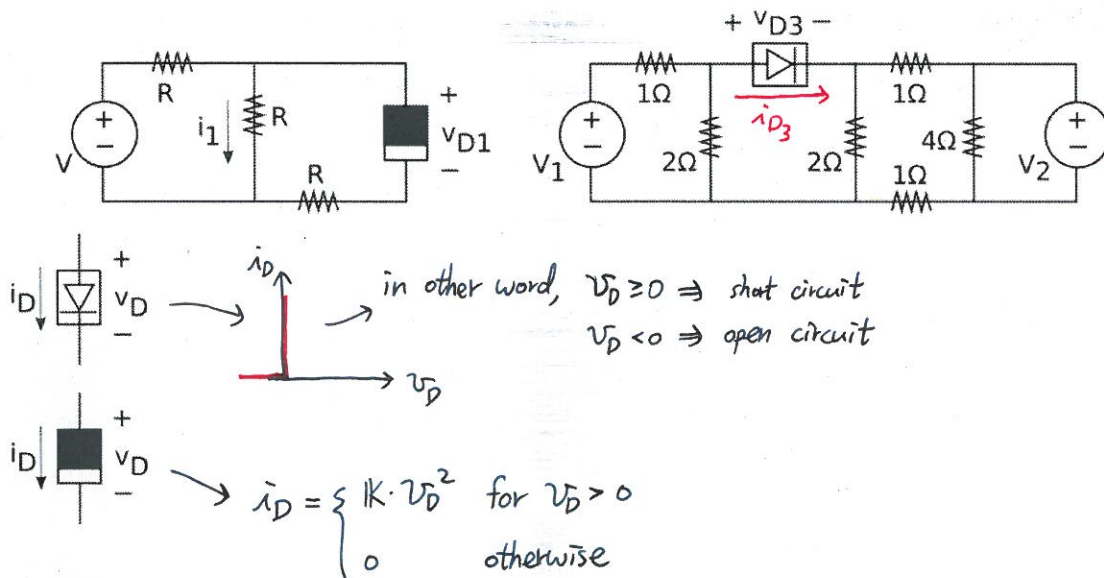 + vD3 −
R
1Ω
1Ω
iD3
+
−
V
i1
R
+
vD1
−
R
+
−
V1
2Ω
2Ω
4Ω
1Ω
+
−
V2
iD
+
vD
−
iD
vD
in other word, vD ≥ 0 ⇒ short circuit
vD < 0 ⇒ open circuit
iD
+
vD
−
iD = { K · vD² for vD > 0
0 otherwise